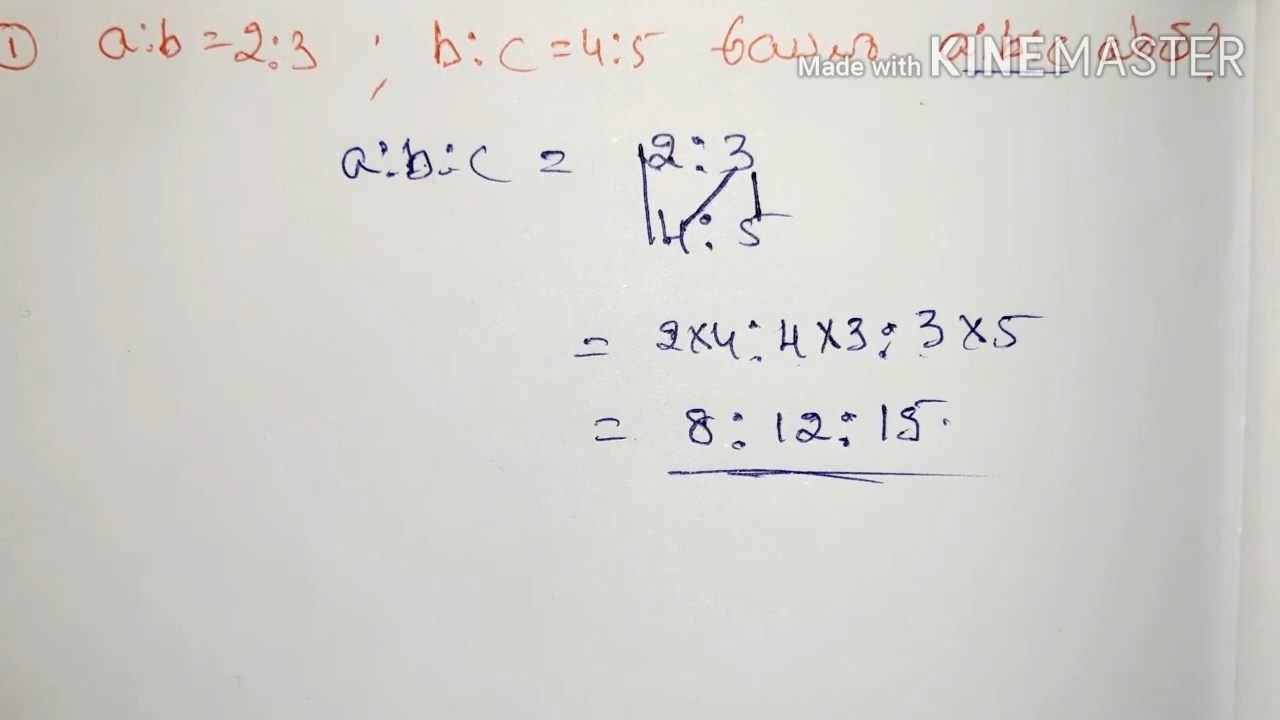 ① a:b = 2:3 ; b:c = 4:5 ആയാൽ a:b:c
Made with KINEMASTER
a:b:c = 2:3
4:5
= 2×4:4×3:3×5
= 8:12:15.